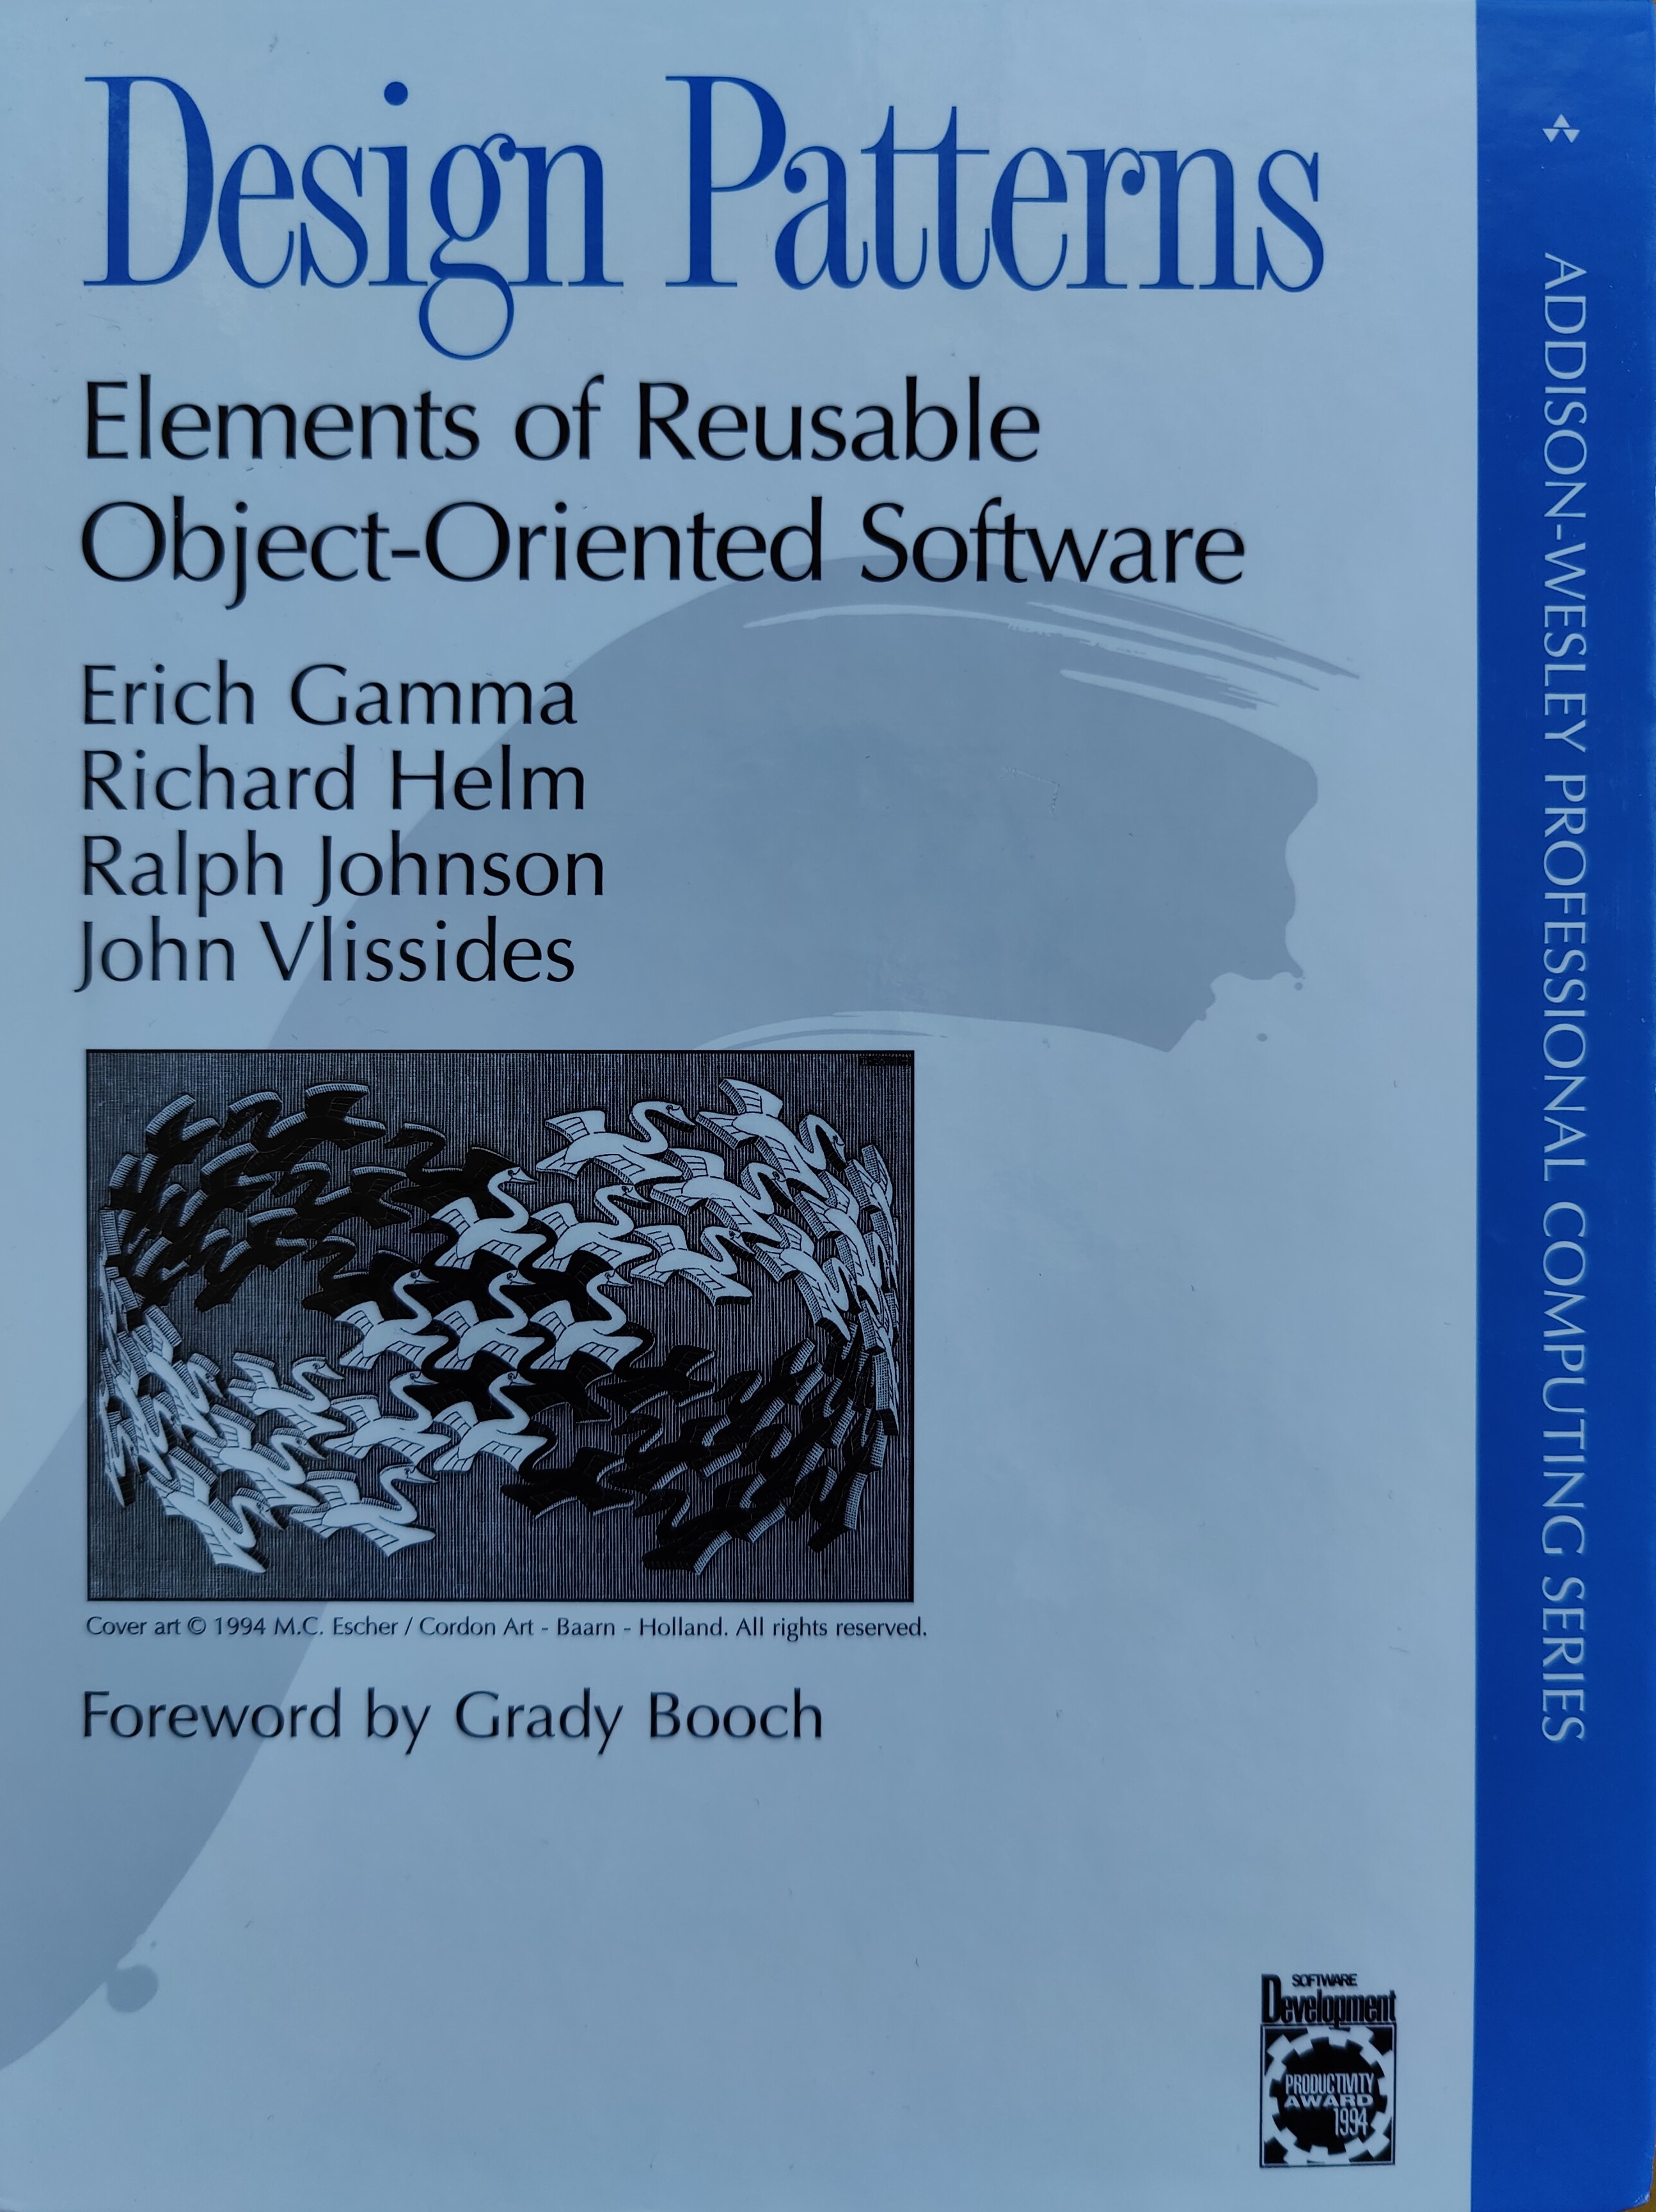 Design Patterns
Elements of Reusable
Object-Oriented Software
Erich Gamma
Richard Helm
Ralph Johnson
John Vlissides
Cover art © 1994 M.C. Escher / Cordon Art - Baarn - Holland. All rights reserved.
Foreword by Grady Booch
SOFTWARE
Development
PRODUCTIVITY
AWARD
1994
ADDISON-WESLEY PROFESSIONAL COMPUTING SERIES